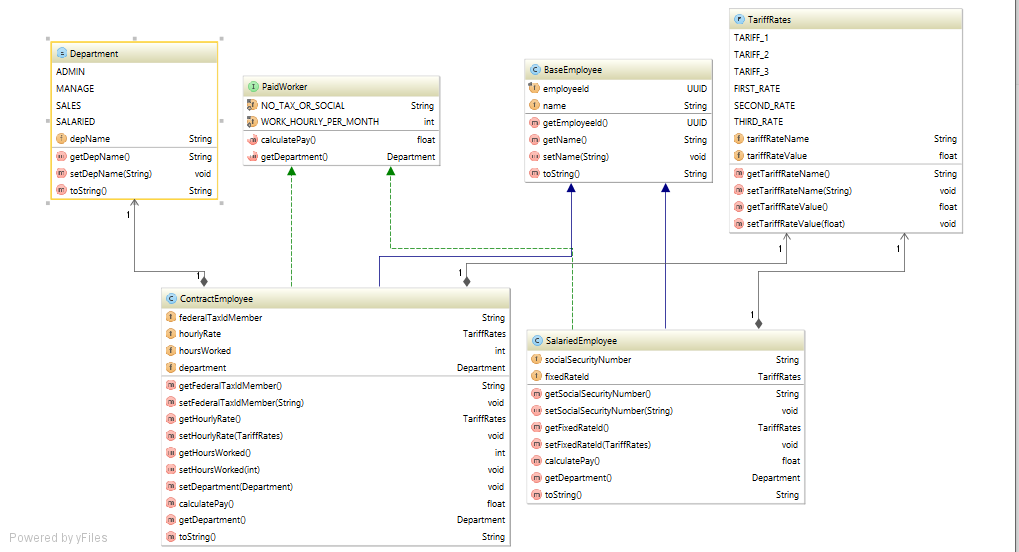 Department
ADMIN
MANAGE
SALES
SALARIED
depName String
getDepName() String
setDepName(String) void
toString() String
PaidWorker
NO_TAX_OR_SOCIAL String
WORK_HOURLY_PER_MONTH int
calculatePay() float
getDepartment() Department
BaseEmployee
employeeId UUID
name String
getEmployeeId() UUID
getName() String
setName(String) void
toString() String
TariffRates
TARIFF_1
TARIFF_2
TARIFF_3
FIRST_RATE
SECOND_RATE
THIRD_RATE
tariffRateName String
tariffRateValue float
getTariffRateName() String
setTariffRateName(String) void
getTariffRateValue() float
setTariffRateValue(float) void
1
1
1
1
1
1
ContractEmployee
federalTaxIdMember String
hourlyRate TariffRates
hoursWorked int
department Department
getFederalTaxIdMember() String
setFederalTaxIdMember(String) void
getHourlyRate() TariffRates
setHourlyRate(TariffRates) void
getHoursWorked() int
setHoursWorked(int) void
setDepartment(Department) void
calculatePay() float
getDepartment() Department
toString() String
SalariedEmployee
socialSecurityNumber String
fixedRateId TariffRates
getSocialSecurityNumber() String
setSocialSecurityNumber(String) void
getFixedRateId() TariffRates
setFixedRateId(TariffRates) void
calculatePay() float
getDepartment() Department
toString() String
Powered by yFiles